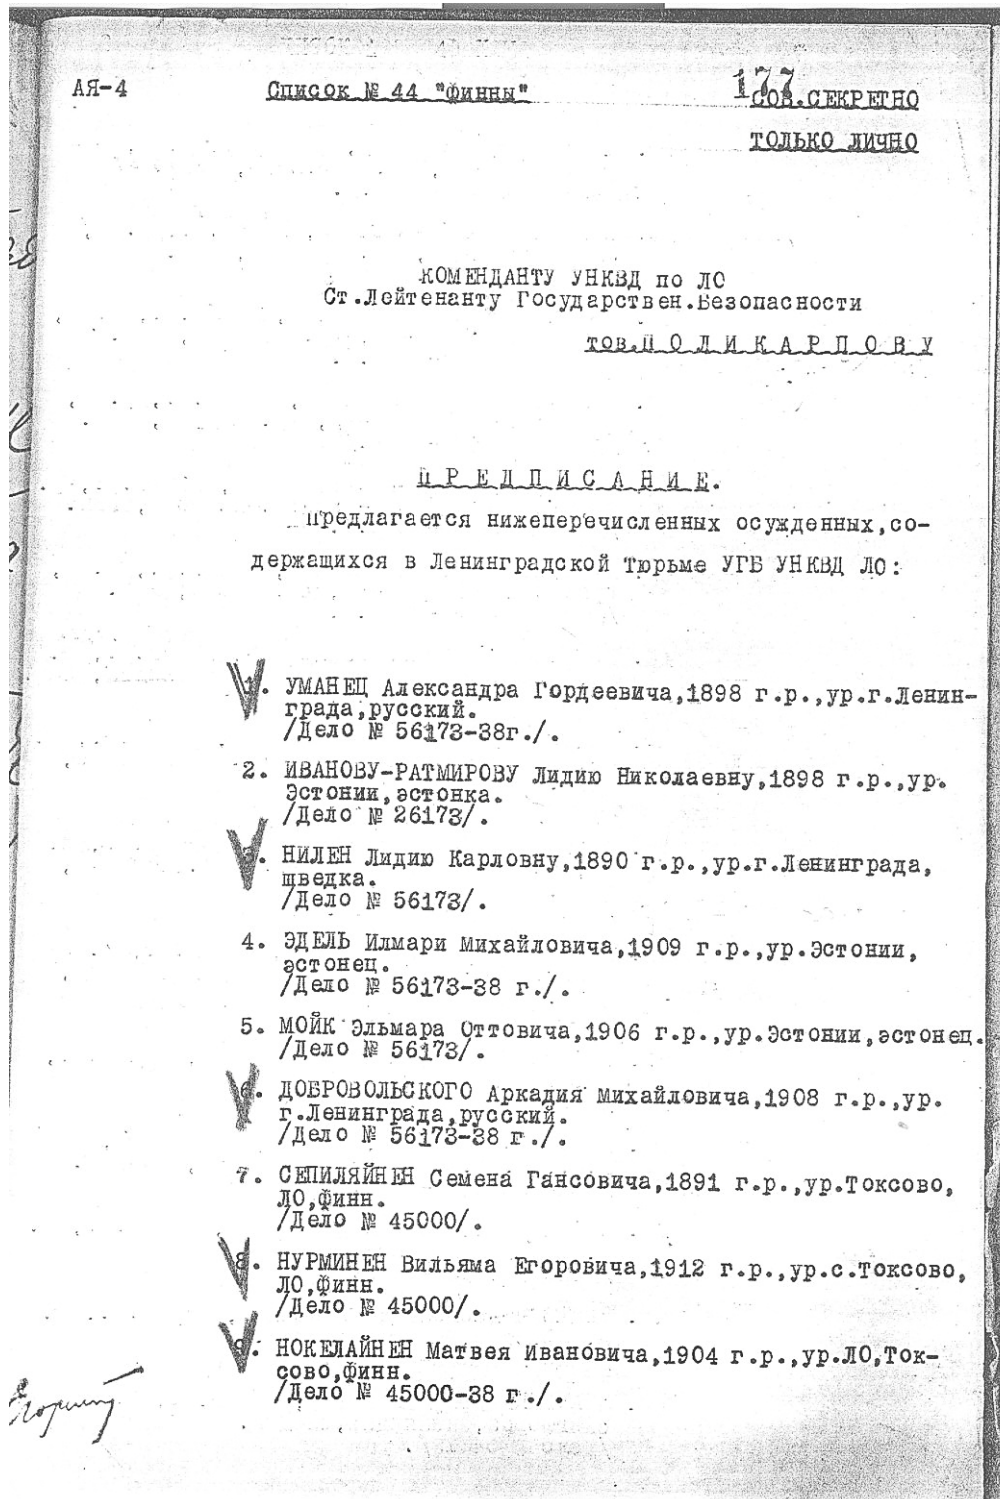 177
АЯ-4 Список № 44 "финны" СОВ.СЕКРЕТНО
ТОЛЬКО ЛИЧНО
КОМЕНДАНТУ УНКВД по ЛО
Ст.Лейтенанту Государствен.Безопасности
тов.П О Л И К А Р П О В У
П Р Е Д П И С А Н И Е.
Предлагается нижеперечисленных осужденных,со-
держащихся в Ленинградской Тюрьме УГБ УНКВД ЛО:
1. УМАНЕЦ Александра Гордеевича,1898 г.р.,ур.г.Ленин-
града,русский.
/Дело № 56173-38г./.
2. ИВАНОВУ-РАТМИРОВУ Лидию Николаевну,1898 г.р.,ур.
Эстонии,эстонка.
/Дело № 26173/.
3. НИЛЕН Лидию Карловну,1890 г.р.,ур.г.Ленинграда,
шведка.
/Дело № 56173/.
4. ЭДЕЛЬ Илмари Михайловича,1909 г.р.,ур.Эстонии,
эстонец.
/Дело № 56173-38 г./.
5. МОЙК Эльмара Оттовича,1906 г.р.,ур.Эстонии,эстонец.
/Дело № 56173/.
6. ДОБРОВОЛЬСКОГО Аркадия Михайловича,1908 г.р.,ур.
г.Ленинграда,русский.
/Дело № 56173-38 г./.
7. СЕПИЛЯЙНЕН Семена Гансовича,1891 г.р.,ур.Токсово,
ЛО,финн.
/Дело № 45000/.
8. НУРМИНЕН Вильяма Егоровича,1912 г.р.,ур.с.Токсово,
ЛО,финн.
/Дело № 45000/.
9. НОКЕЛАЙНЕН Матвея Ивановича,1904 г.р.,ур.ЛО,Ток-
сово,финн.
/Дело № 45000-38 г./.